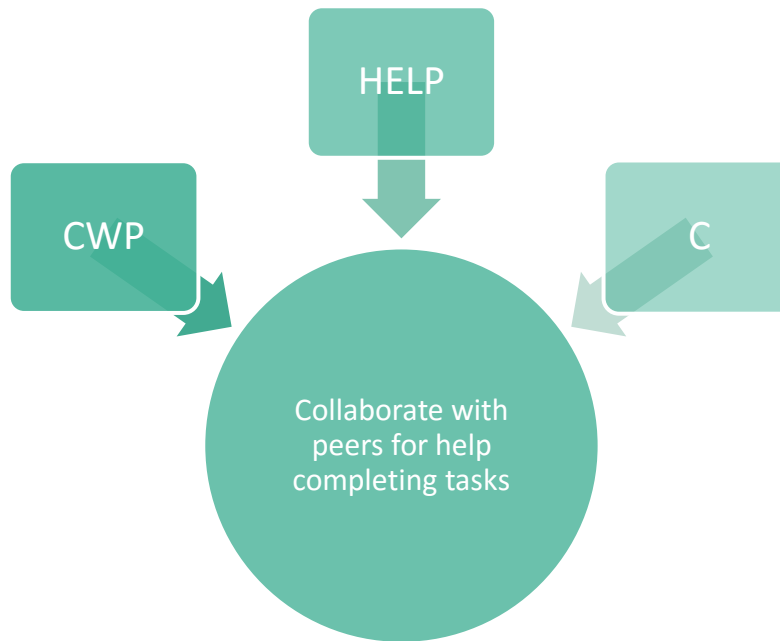 HELP
CWP
C
Collaborate with
peers for help
completing tasks